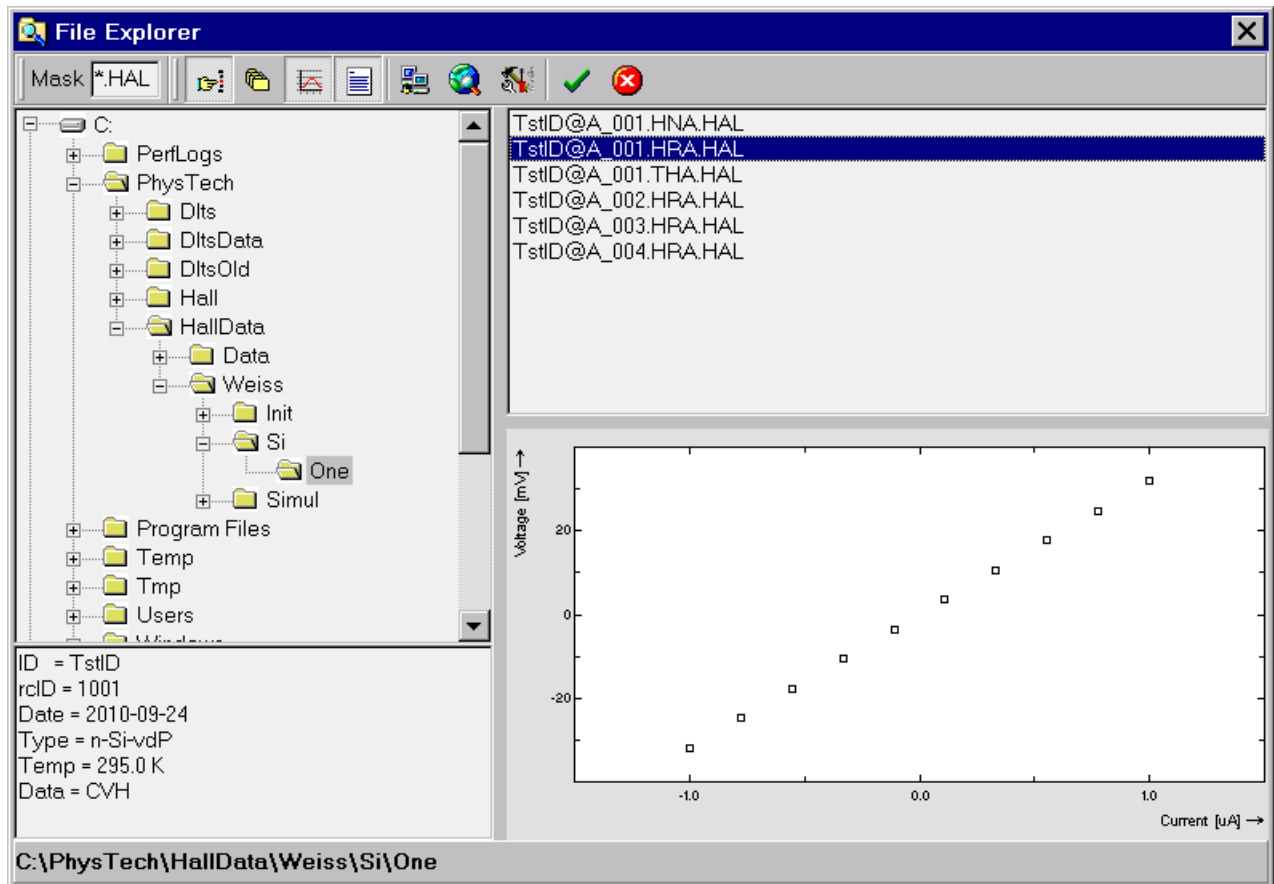 File Explorer
Mask *.HAL
C:
PerfLogs
PhysTech
Dlts
DltsData
DltsOld
Hall
HallData
Data
Weiss
Init
Si
One
Simul
Program Files
Temp
Tmp
Users
Windows
TstID@A_001.HNA.HAL
TstID@A_001.HRA.HAL
TstID@A_001.THA.HAL
TstID@A_002.HRA.HAL
TstID@A_003.HRA.HAL
TstID@A_004.HRA.HAL
ID = TstID
rcID = 1001
Date = 2010-09-24
Type = n-Si-vdP
Temp = 295.0 K
Data = CVH
Voltage [mV] →
20
0
-20
-1.0 0.0 1.0
Current [uA] →
C:\PhysTech\HallData\Weiss\Si\One